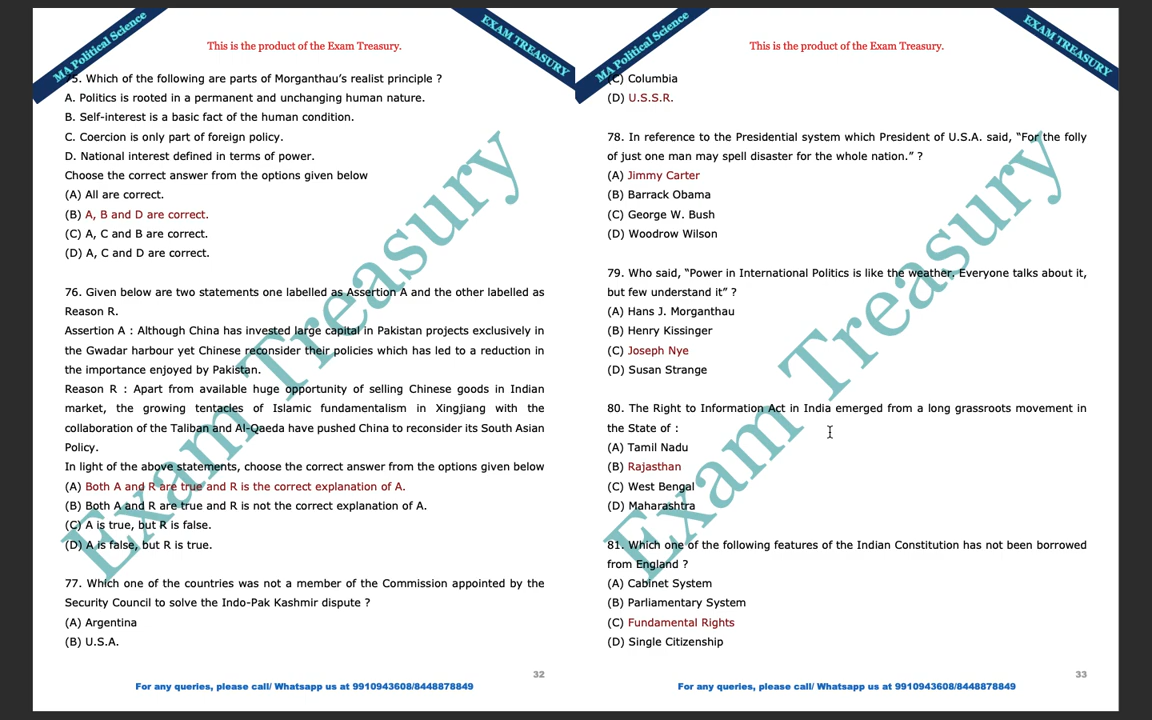 MA Political Science
EXAM TREASURY
This is the product of the Exam Treasury.
5. Which of the following are parts of Morganthau's realist principle ?
A. Politics is rooted in a permanent and unchanging human nature.
B. Self-interest is a basic fact of the human condition.
C. Coercion is only part of foreign policy.
D. National interest defined in terms of power.
Choose the correct answer from the options given below
(A) All are correct.
(B) A, B and D are correct.
(C) A, C and B are correct.
(D) A, C and D are correct.
76. Given below are two statements one labelled as Assertion A and the other labelled as
Reason R.
Assertion A : Although China has invested large capital in Pakistan projects exclusively in
the Gwadar harbour yet Chinese reconsider their policies which has led to a reduction in
the importance enjoyed by Pakistan.
Reason R : Apart from available huge opportunity of selling Chinese goods in Indian
market, the growing tentacles of Islamic fundamentalism in Xingjiang with the
collaboration of the Taliban and Al-Qaeda have pushed China to reconsider its South Asian
Policy.
In light of the above statements, choose the correct answer from the options given below
(A) Both A and R are true and R is the correct explanation of A.
(B) Both A and R are true and R is not the correct explanation of A.
(C) A is true, but R is false.
(D) A is false, but R is true.
77. Which one of the countries was not a member of the Commission appointed by the
Security Council to solve the Indo-Pak Kashmir dispute ?
(A) Argentina
(B) U.S.A.
32
For any queries, please call/ Whatsapp us at 9910943608/8448878849
Exam Treasury
MA Political Science
EXAM TREASURY
This is the product of the Exam Treasury.
(C) Columbia
(D) U.S.S.R.
78. In reference to the Presidential system which President of U.S.A. said, "For the folly
of just one man may spell disaster for the whole nation." ?
(A) Jimmy Carter
(B) Barrack Obama
(C) George W. Bush
(D) Woodrow Wilson
79. Who said, "Power in International Politics is like the weather. Everyone talks about it,
but few understand it" ?
(A) Hans J. Morganthau
(B) Henry Kissinger
(C) Joseph Nye
(D) Susan Strange
80. The Right to Information Act in India emerged from a long grassroots movement in
the State of :
(A) Tamil Nadu
(B) Rajasthan
(C) West Bengal
(D) Maharashtra
81. Which one of the following features of the Indian Constitution has not been borrowed
from England ?
(A) Cabinet System
(B) Parliamentary System
(C) Fundamental Rights
(D) Single Citizenship
33
For any queries, please call/ Whatsapp us at 9910943608/8448878849
Exam Treasury